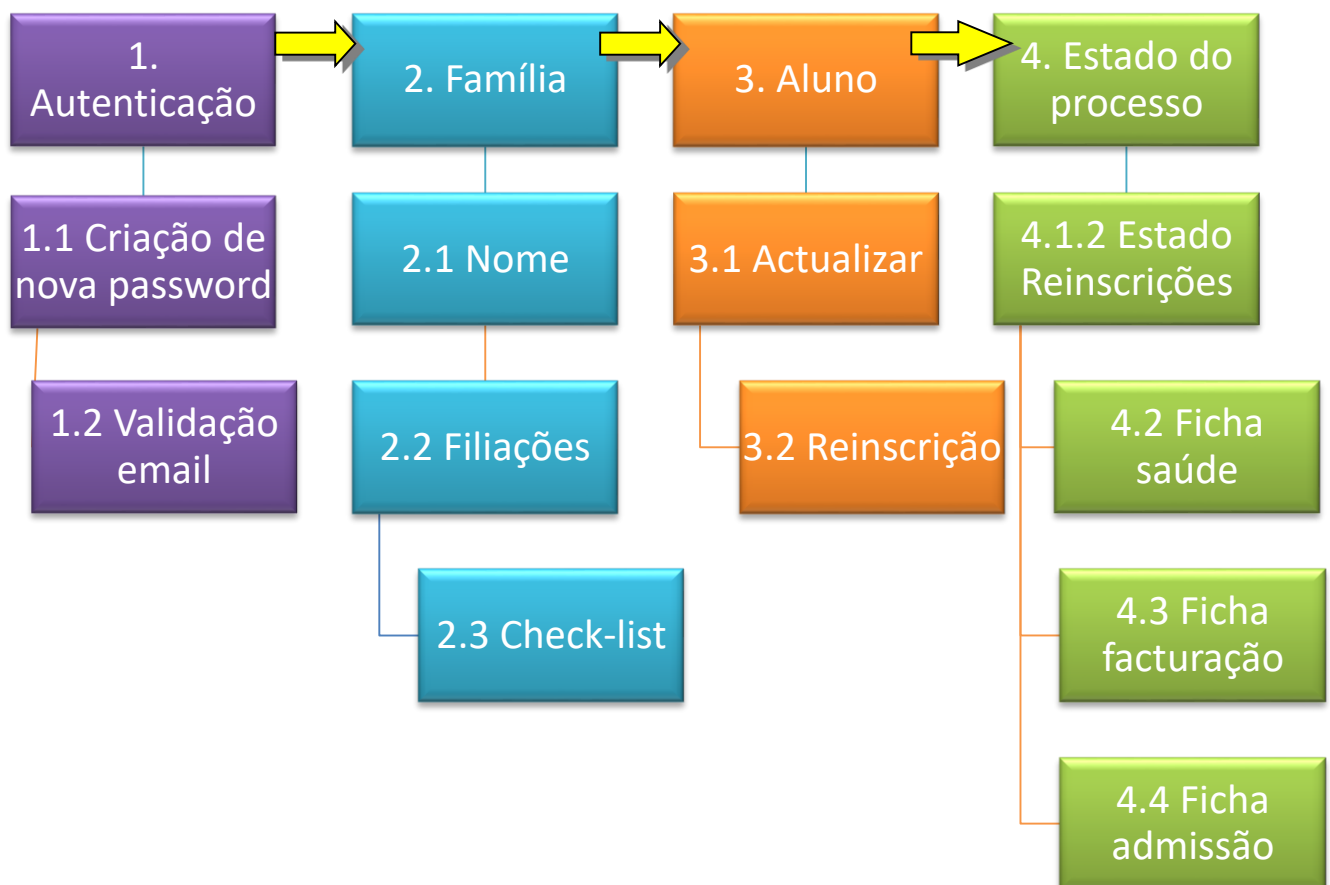 1.
Autenticação
2. Família
3. Aluno
4. Estado do
processo
1.1 Criação de
nova password
2.1 Nome
3.1 Actualizar
4.1.2 Estado
Reinscrições
1.2 Validação
email
2.2 Filiações
3.2 Reinscrição
4.2 Ficha
saúde
2.3 Check-list
4.3 Ficha
facturação
4.4 Ficha
admissão